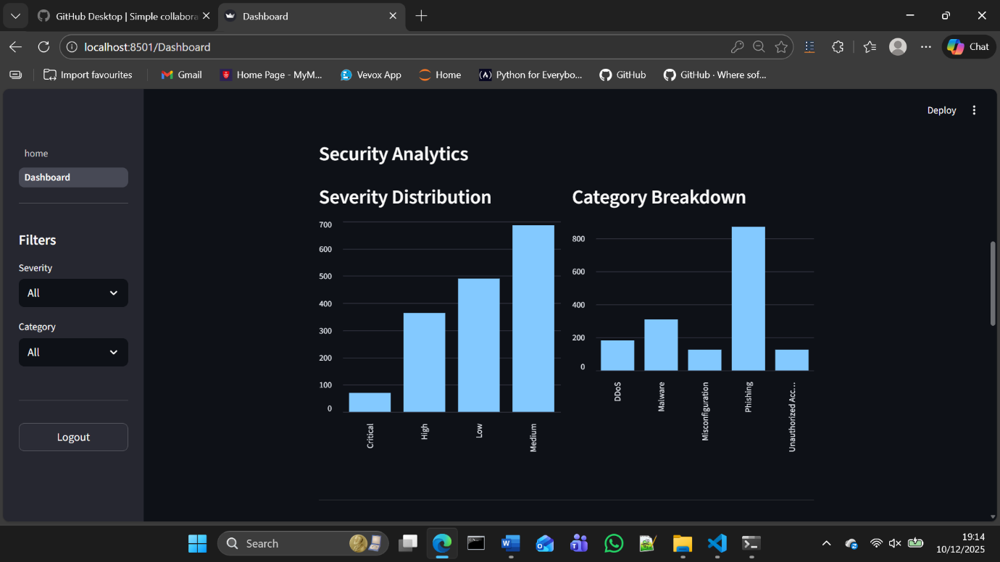 GitHub Desktop | Simple collabora
Dashboard
localhost:8501/Dashboard
Chat
Import favourites
Gmail
Home Page - MyM...
Vevox App
Home
Python for Everybo...
GitHub
GitHub · Where sof...
Deploy
home
Dashboard
Filters
Severity
All
Category
All
Logout
Security Analytics
Severity Distribution
700
600
500
400
300
200
100
0
Critical
High
Low
Medium
Category Breakdown
800
600
400
200
0
DDoS
Malware
Misconfiguration
Phishing
Unauthorized Acc...
Search
19:14
10/12/2025